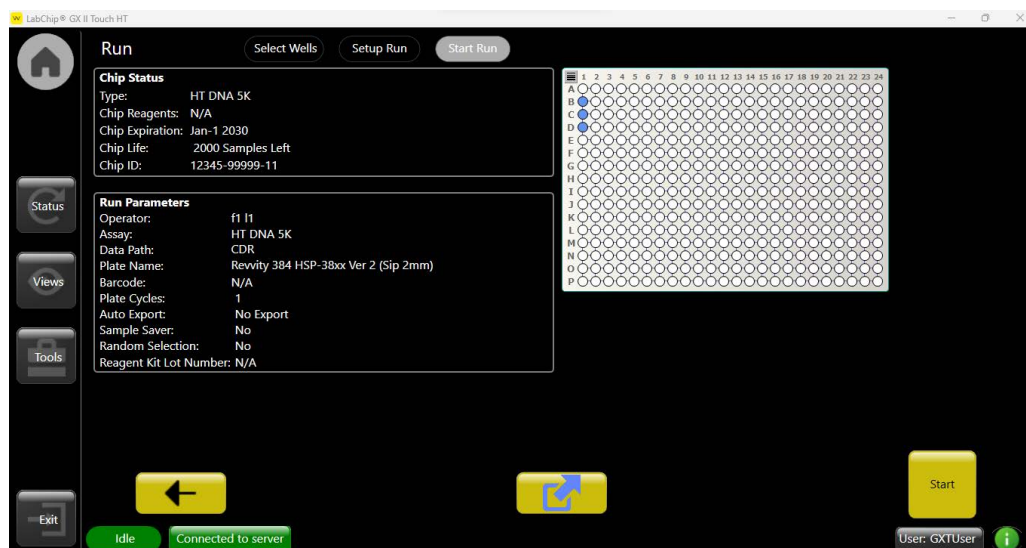 LabChip® GX II Touch HT
Run
Select Wells
Setup Run
Start Run
Chip Status
Type: HT DNA 5K
Chip Reagents: N/A
Chip Expiration: Jan-1 2030
Chip Life: 2000 Samples Left
Chip ID: 12345-99999-11
Run Parameters
Operator: f1 l1
Assay: HT DNA 5K
Data Path: CDR
Plate Name: Revvity 384 HSP-38xx Ver 2 (Sip 2mm)
Barcode: N/A
Plate Cycles: 1
Auto Export: No Export
Sample Saver: No
Random Selection: No
Reagent Kit Lot Number: N/A
1 2 3 4 5 6 7 8 9 10 11 12 13 14 15 16 17 18 19 20 21 22 23 24
A
B
C
D
E
F
G
H
I
J
K
L
M
N
O
P
Status
Views
Tools
Exit
Start
Idle
Connected to server
User: GXTUser
i